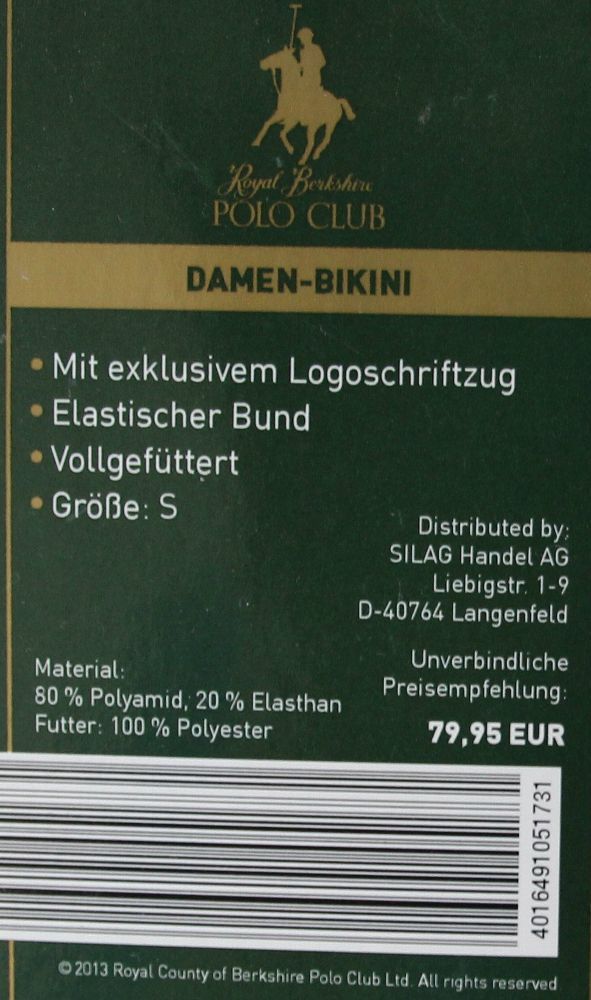 Royal Berkshire
POLO CLUB
DAMEN-BIKINI
• Mit exklusivem Logoschriftzug
• Elastischer Bund
• Vollgefüttert
• Größe: S
Distributed by:
SILAG Handel AG
Liebigstr. 1-9
D-40764 Langenfeld
Unverbindliche
Preisempfehlung:
79,95 EUR
Material:
80 % Polyamid, 20 % Elasthan
Futter: 100 % Polyester
4016491051731
© 2013 Royal County of Berkshire Polo Club Ltd. All rights reserved